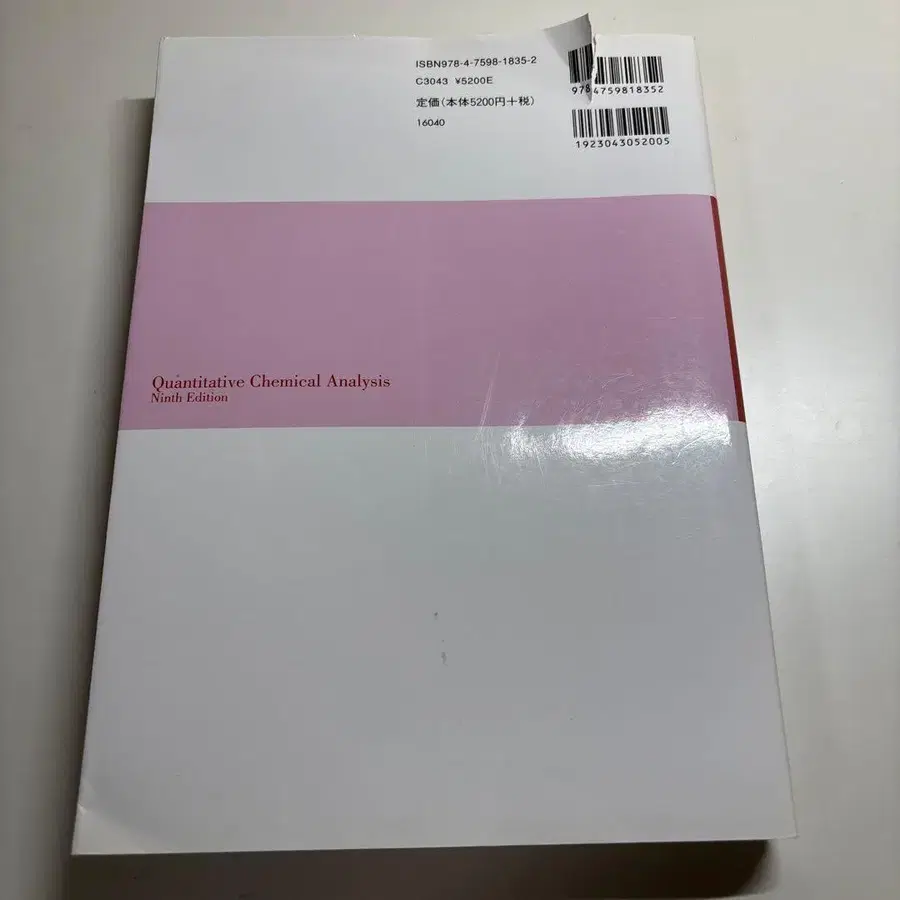 ISBN978-4-7598-1835-2
C3043 ¥5200E
定価(本体5200円+税)
16040
9784759818352
1923043052005
Quantitative Chemical Analysis
Ninth Edition